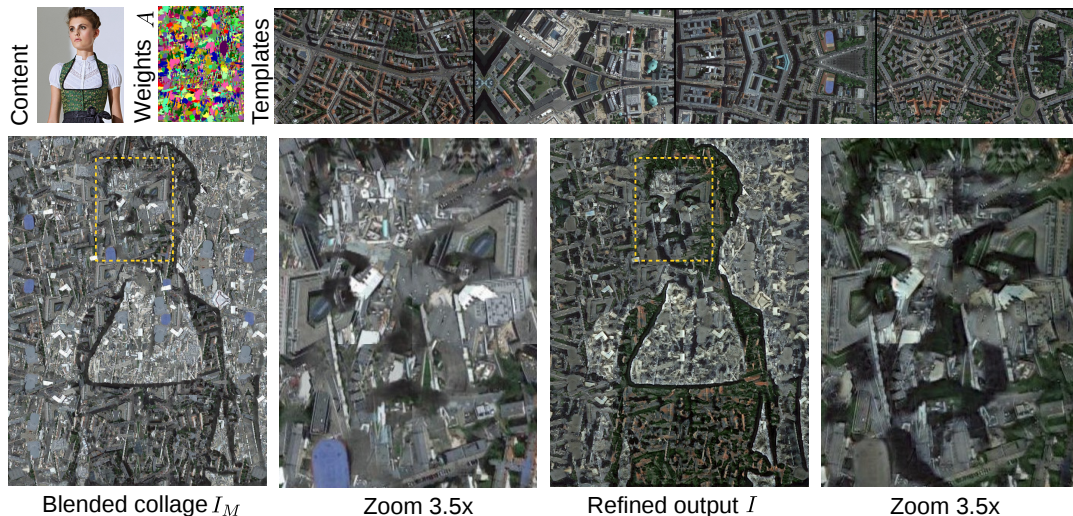 Content
Weights A
Templates
Blended collage I_M
Zoom 3.5x
Refined output I
Zoom 3.5x